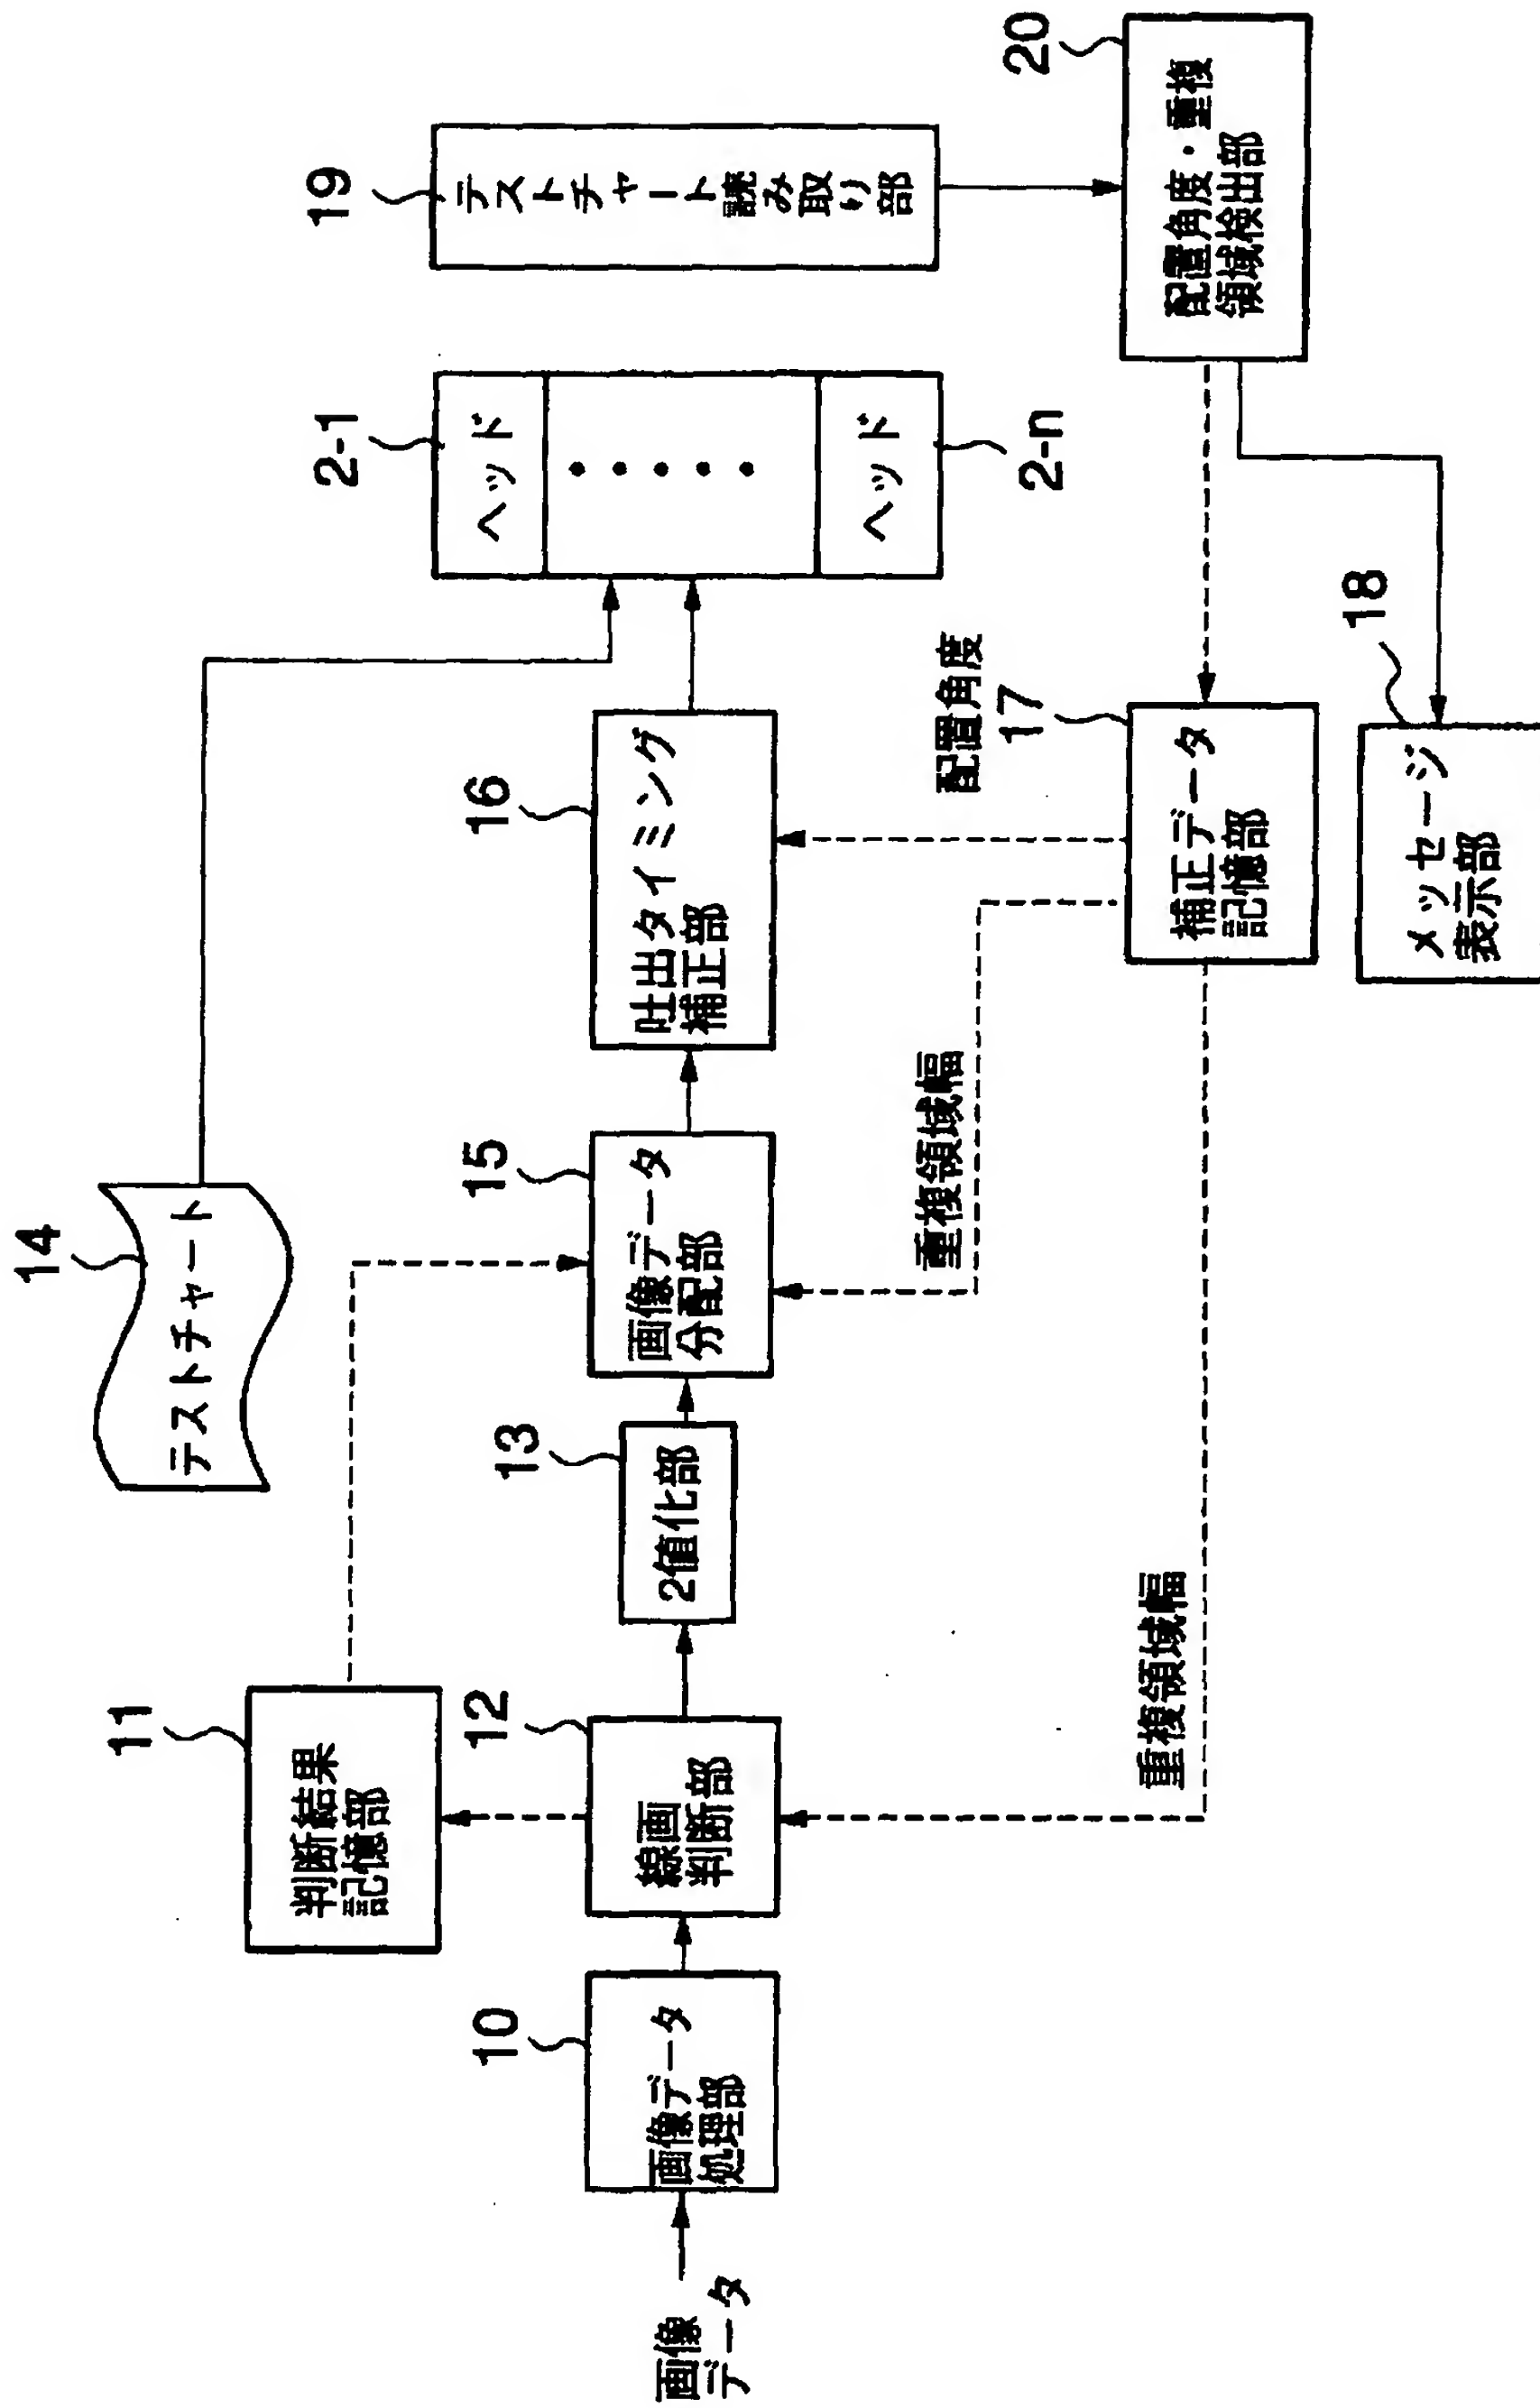 画像
データ
10
画像データ
処理部
11
判断結果
記憶部
12
線画
判断部
13
2値化部
14
テストチャート
15
画像データ
分配部
16
吐出タイミング
補正部
2-1
ヘッド
ヘッド
2-n
19
テストチャート読み取り部
20
配置角度・重複
領域検出部
配置角度
17
補正データ
記憶部
18
メッセージ
表示部
重複領域幅
重複領域幅